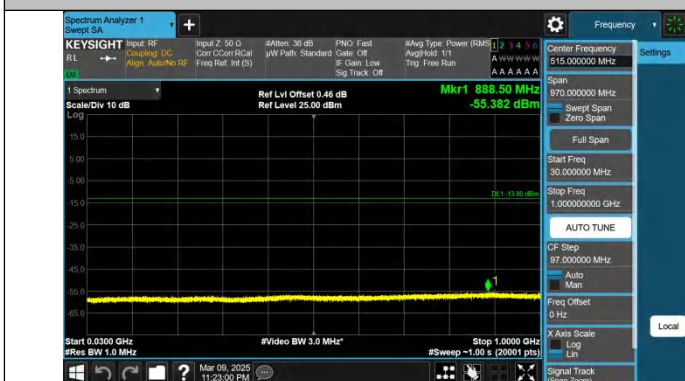 Spectrum Analyzer 1
Swept SA
Frequency
KEYSIGHT
RL
Input: RF
Coupling: DC
Align: Auto/No RF
Input Z: 50 Ω
Corr CCorr RCal
Freq Ref: Int (S)
#Atten: 36 dB
µW Path: Standard
PNO: Fast
Gate: Off
IF Gain: Low
Sig Track: Off
#Avg Type: Power (RMS)
Avg|Hold: 1/1
Trig: Free Run
1 2 3 4 5 6
A W W W W W
A A A A A A
1 Spectrum
Scale/Div 10 dB
Log
Ref Lvl Offset 0.46 dB
Ref Level 25.00 dBm
Mkr1 888.50 MHz
-55.382 dBm
15.0
5.00
-5.00
-15.0
-25.0
-35.0
-45.0
-55.0
-65.0
DL1 -13.00 dBm
1
Start 0.0300 GHz
#Res BW 1.0 MHz
#Video BW 3.0 MHz*
Stop 1.0000 GHz
#Sweep ~1.00 s (20001 pts)
Mar 09, 2025
11:23:00 PM
Center Frequency
515.000000 MHz
Span
970.000000 MHz
Swept Span
Zero Span
Full Span
Start Freq
30.000000 MHz
Stop Freq
1.000000000 GHz
AUTO TUNE
CF Step
97.000000 MHz
Auto
Man
Freq Offset
0 Hz
X Axis Scale
Log
Lin
Signal Track
(Span Zoom)
Settings
Local